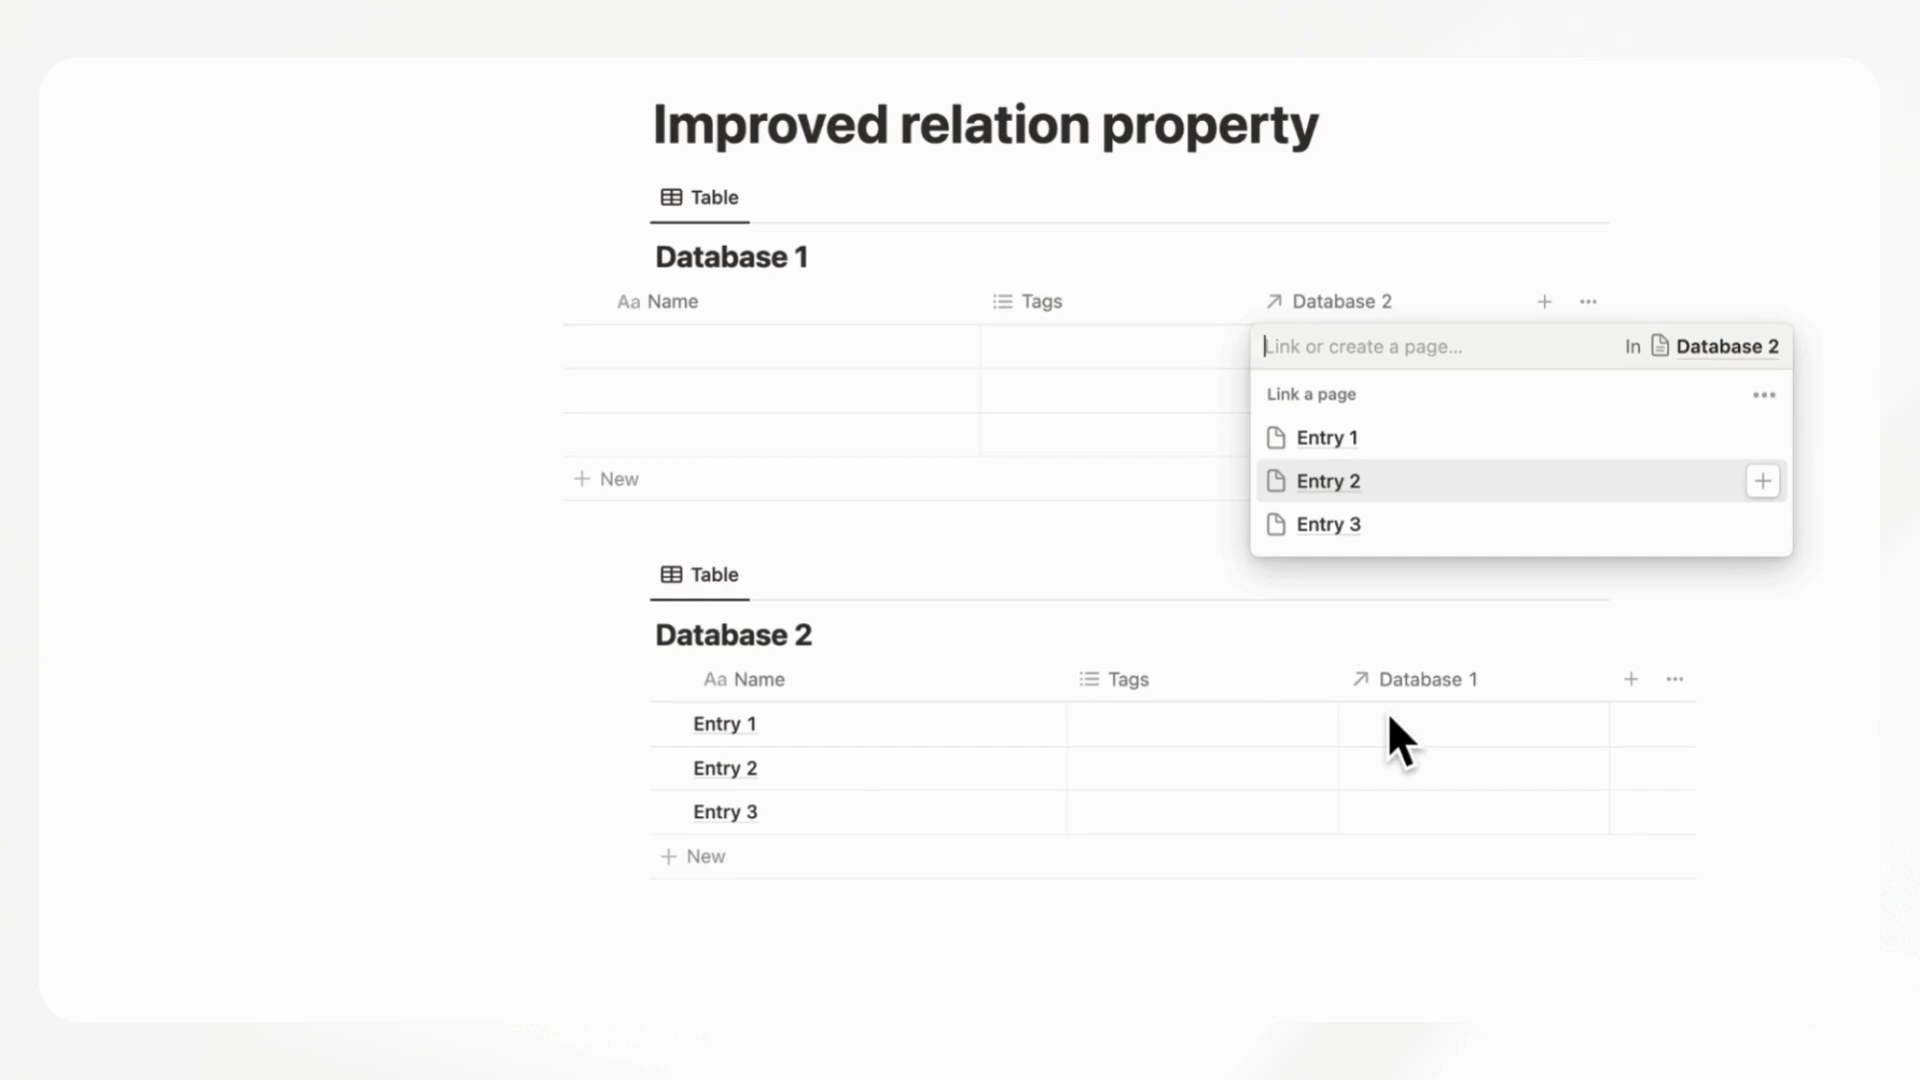 Improved relation property
Table
Database 1
Aa Name Tags Database 2
Link or create a page... In Database 2
Link a page
Entry 1
Entry 2
Entry 3
New
Table
Database 2
Aa Name Tags Database 1
Entry 1
Entry 2
Entry 3
New